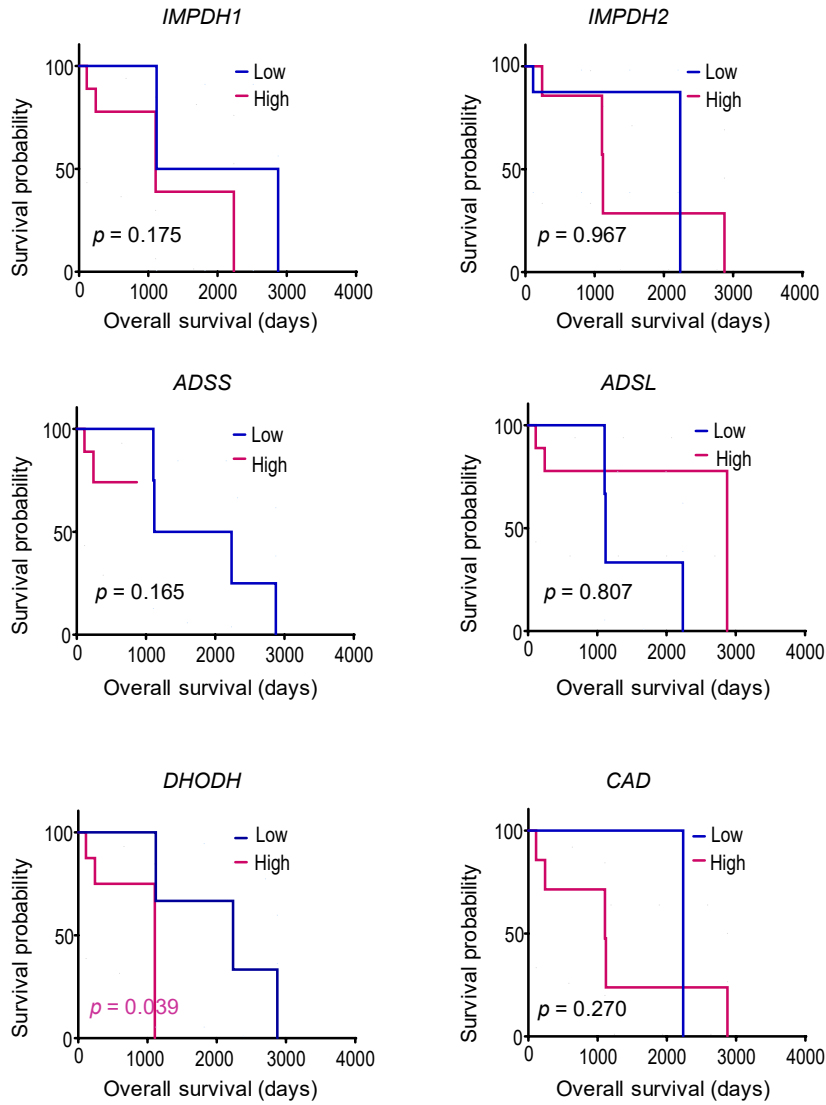 IMPDH1
100
50
0
Survival probability
Low
High
p = 0.175
0 1000 2000 3000 4000
Overall survival (days)
IMPDH2
100
50
0
Survival probability
Low
High
p = 0.967
0 1000 2000 3000 4000
Overall survival (days)
ADSS
100
50
0
Survival probability
Low
High
p = 0.165
0 1000 2000 3000 4000
Overall survival (days)
ADSL
100
50
0
Survival probability
Low
High
p = 0.807
0 1000 2000 3000 4000
Overall survival (days)
DHODH
100
50
0
Survival probability
Low
High
p = 0.039
0 1000 2000 3000 4000
Overall survival (days)
CAD
100
50
0
Survival probability
Low
High
p = 0.270
0 1000 2000 3000 4000
Overall survival (days)